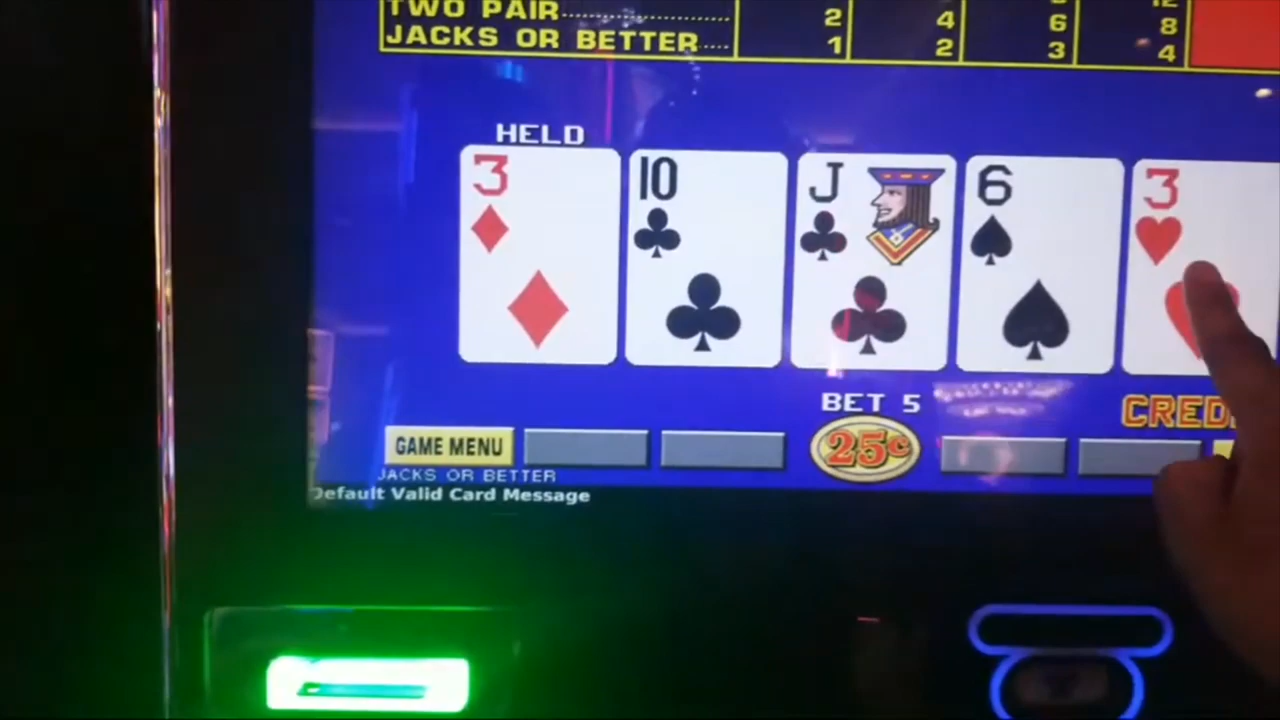 TWO PAIR 2 4 6 8
JACKS OR BETTER 1 2 3 4
HELD
3 10 J 6 3
BET 5
CRED
GAME MENU
25¢
JACKS OR BETTER
Default Valid Card Message